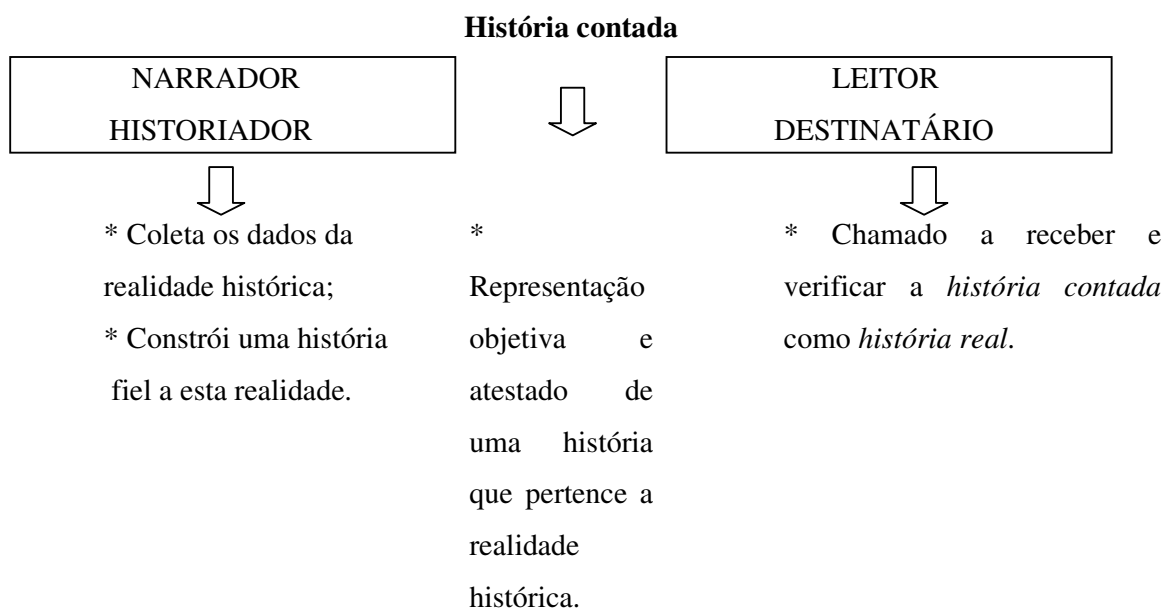 História contada
NARRADOR
HISTORIADOR
LEITOR
DESTINATÁRIO
* Coleta os dados da
realidade histórica;
* Constrói uma história
fiel a esta realidade.
*
Representação
objetiva e
atestado de
uma história
que pertence a
realidade
histórica.
* Chamado a receber e
verificar a história contada
como história real.